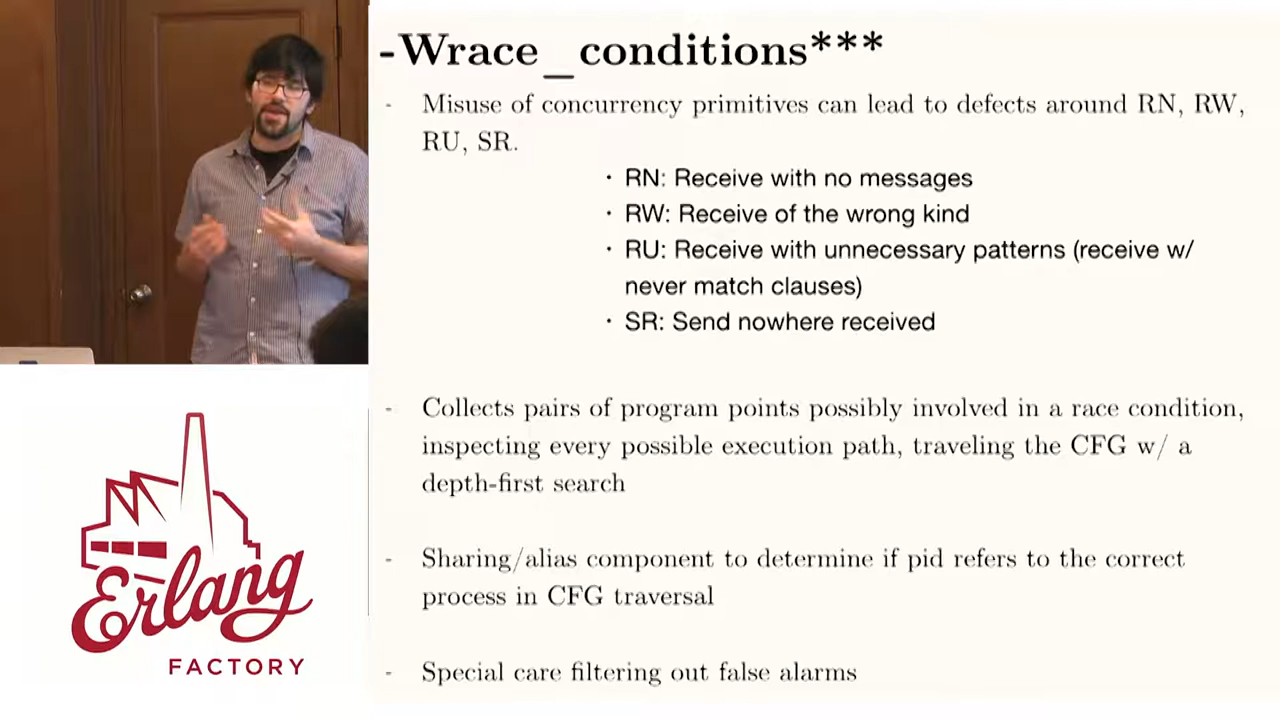 -Wrace_conditions***
- Misuse of concurrency primitives can lead to defects around RN, RW,
RU, SR.
· RN: Receive with no messages
· RW: Receive of the wrong kind
· RU: Receive with unnecessary patterns (receive w/
never match clauses)
· SR: Send nowhere received
- Collects pairs of program points possibly involved in a race condition,
inspecting every possible execution path, traveling the CFG w/ a
depth-first search
- Sharing/alias component to determine if pid refers to the correct
process in CFG traversal
- Special care filtering out false alarms
Erlang
FACTORY